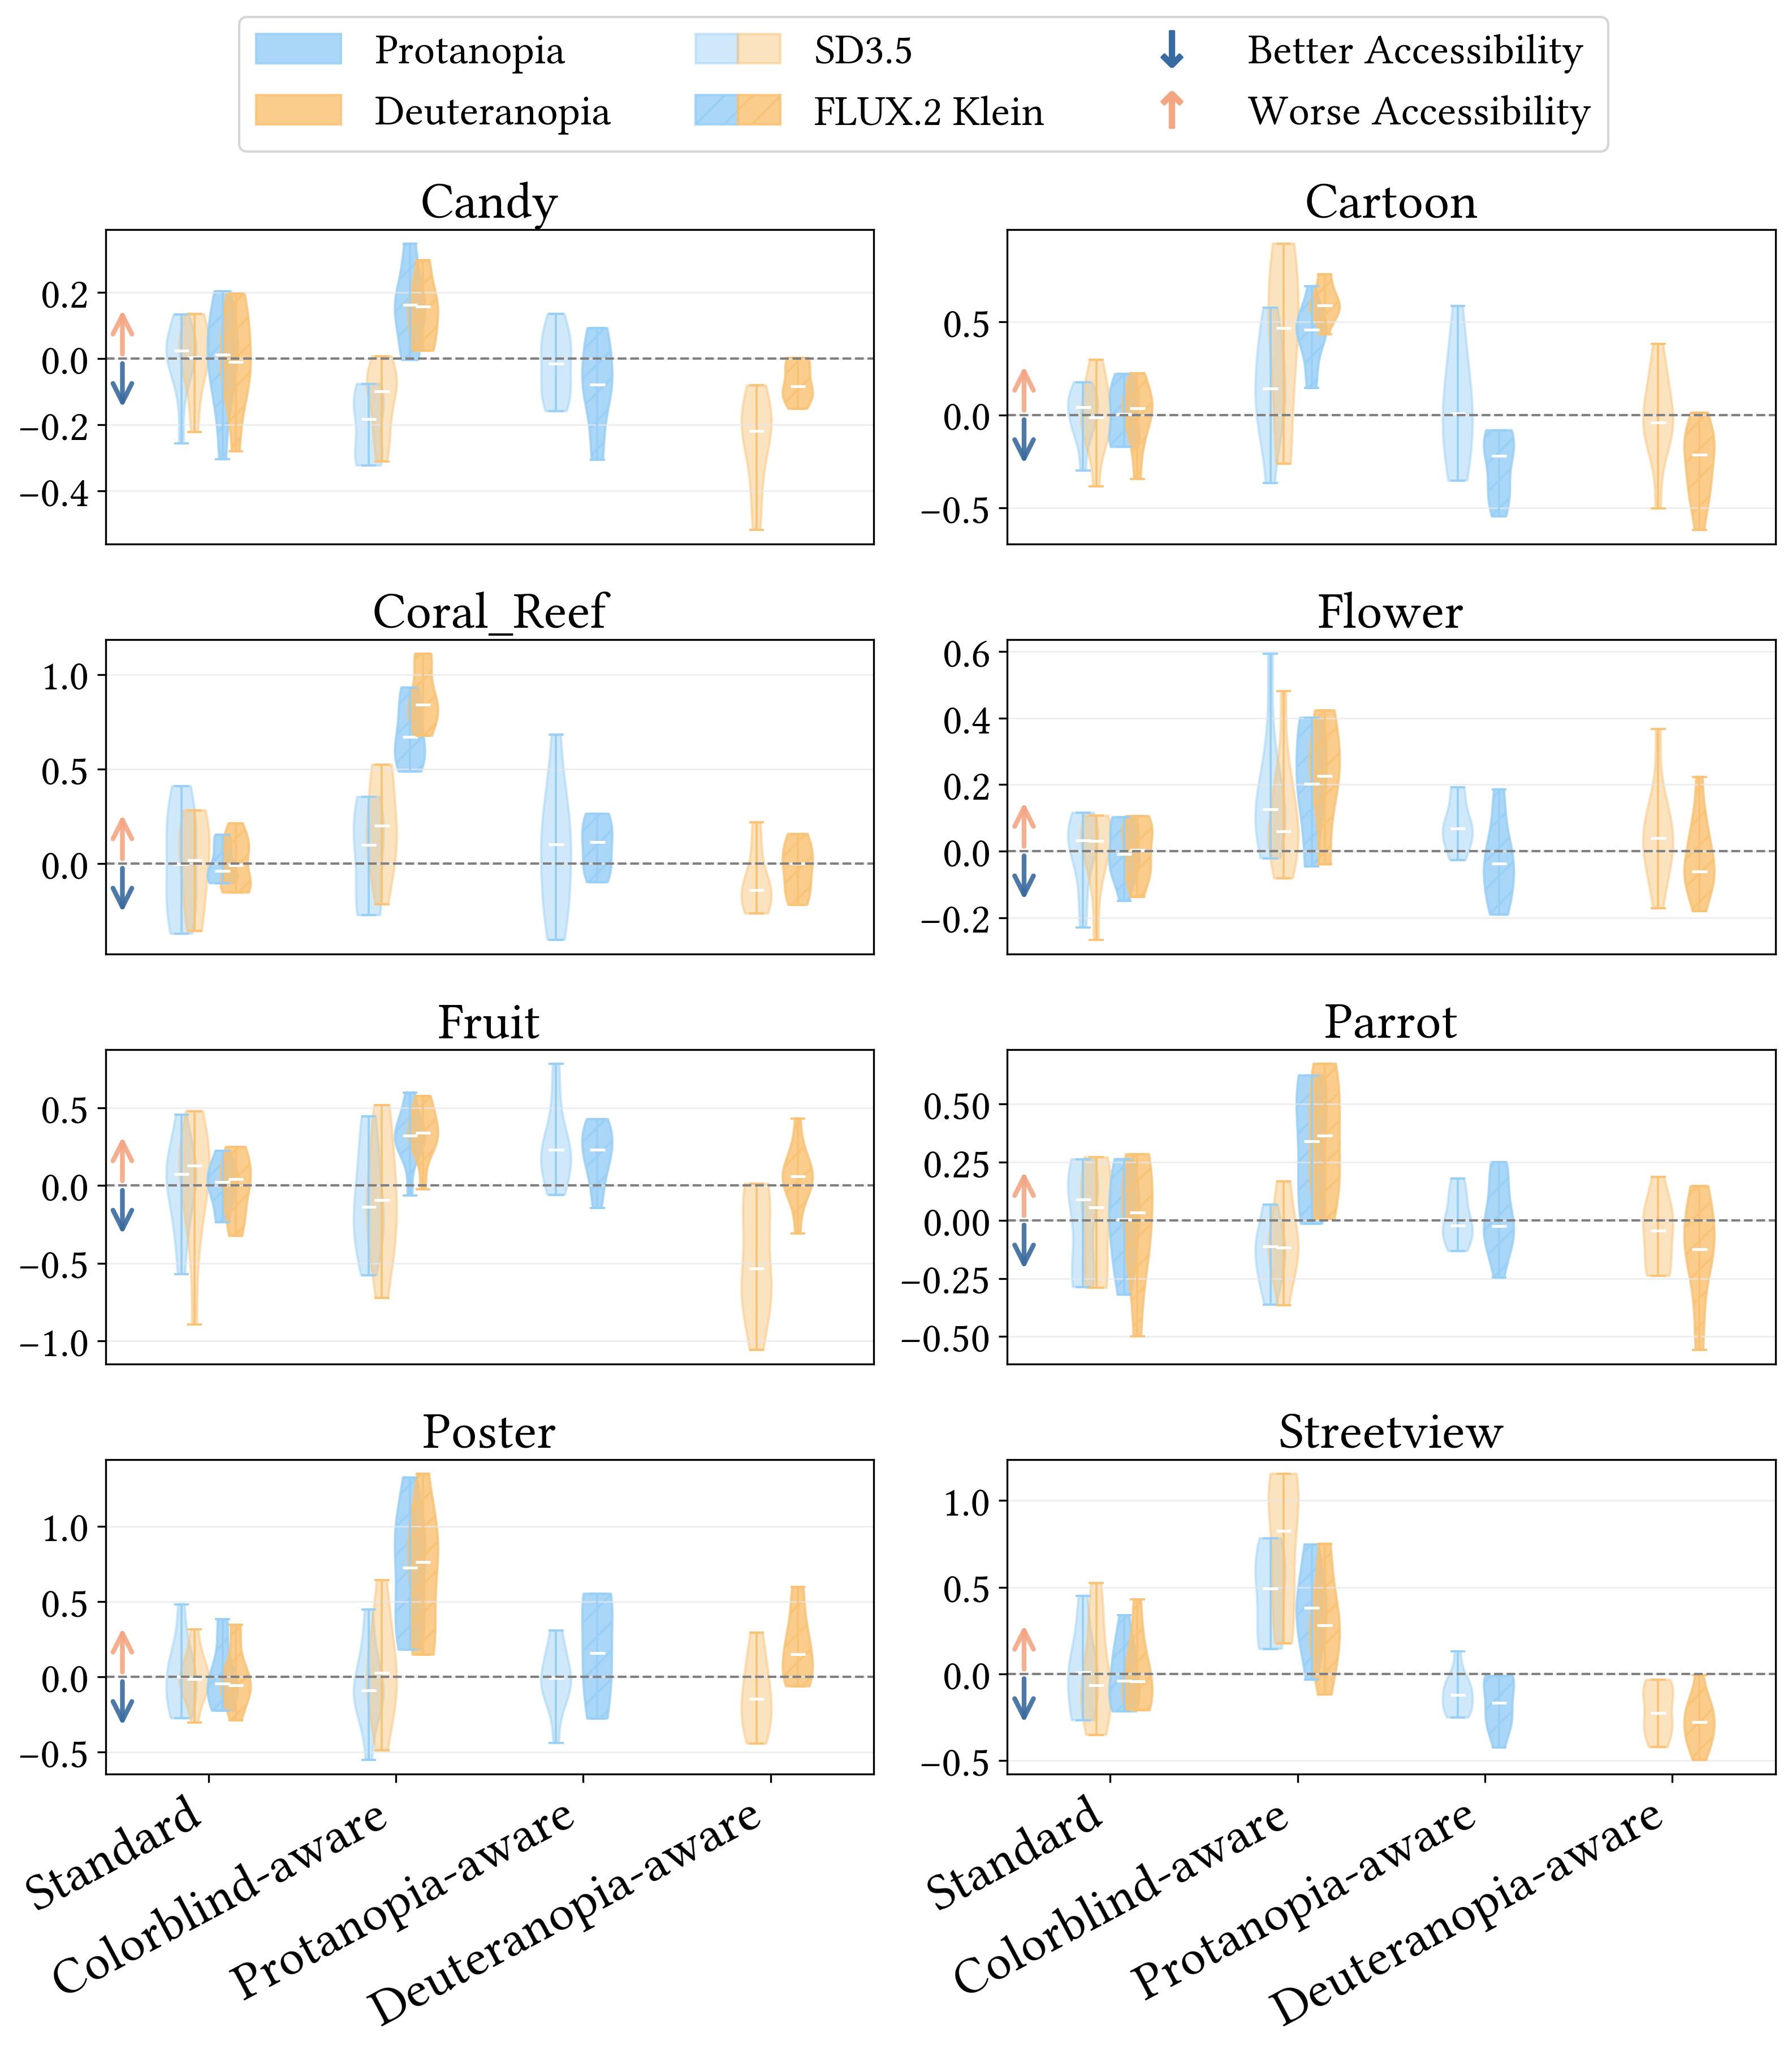 Protanopia
SD3.5
Better Accessibility
Deuteranopia
FLUX.2 Klein
Worse Accessibility
Candy
0.2
0.0
−0.2
−0.4
Cartoon
0.5
0.0
−0.5
Coral_Reef
1.0
0.5
0.0
Flower
0.6
0.4
0.2
0.0
−0.2
Fruit
0.5
0.0
−0.5
−1.0
Parrot
0.50
0.25
0.00
−0.25
−0.50
Poster
1.0
0.5
0.0
−0.5
Standard
Colorblind-aware
Protanopia-aware
Deuteranopia-aware
Streetview
1.0
0.5
0.0
−0.5
Standard
Colorblind-aware
Protanopia-aware
Deuteranopia-aware